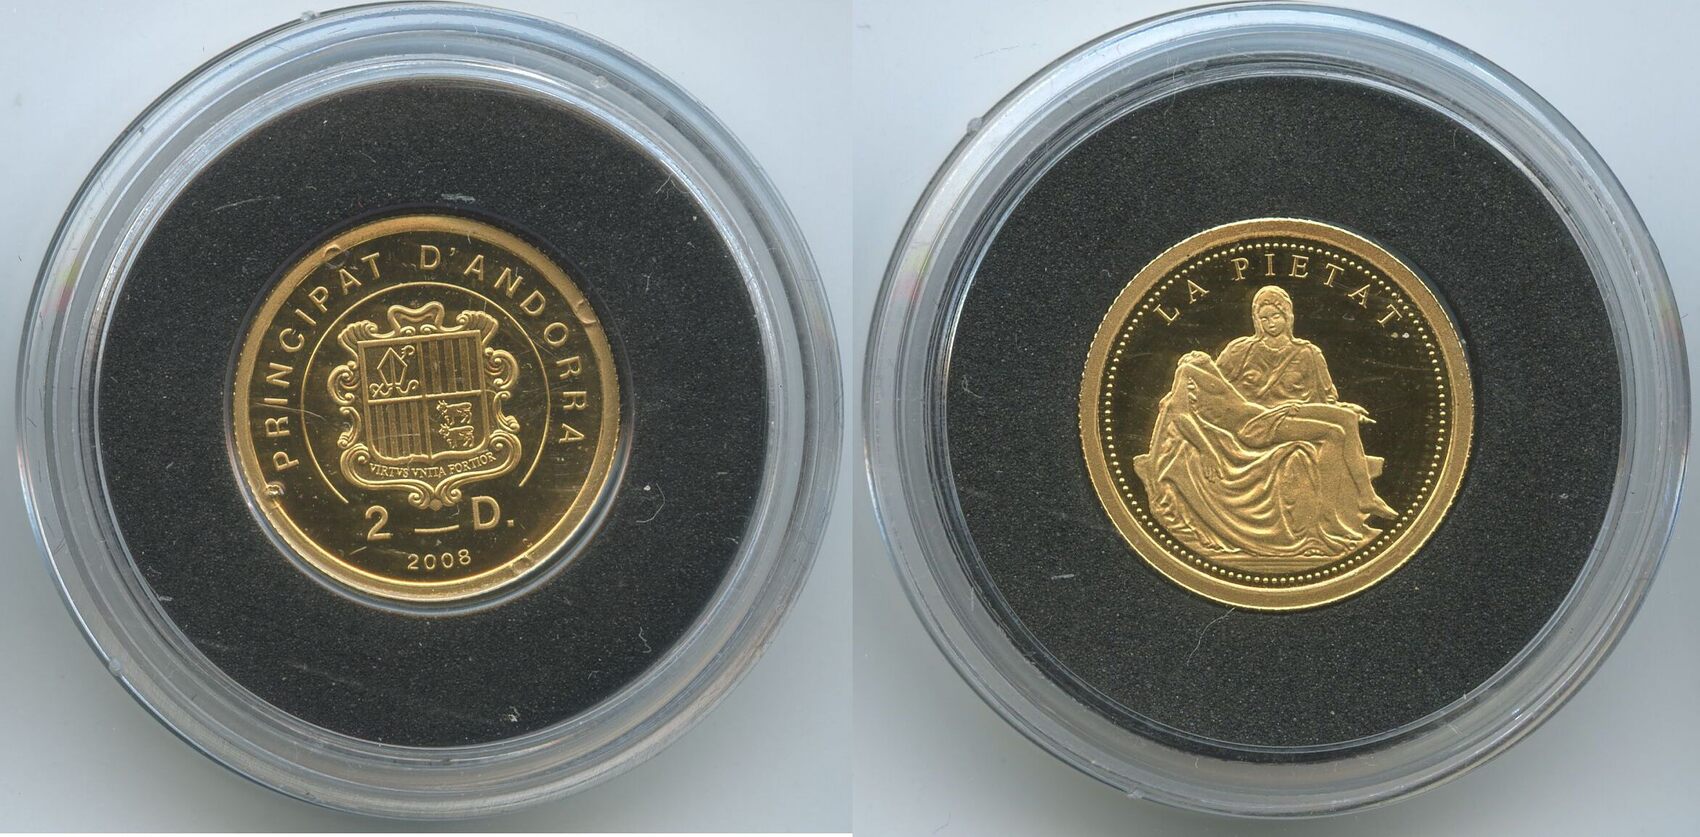 PRINCIPAT D'ANDORRA
VIRTVS VNITA FORTIOR
2 D.
2008
LA PIETAT